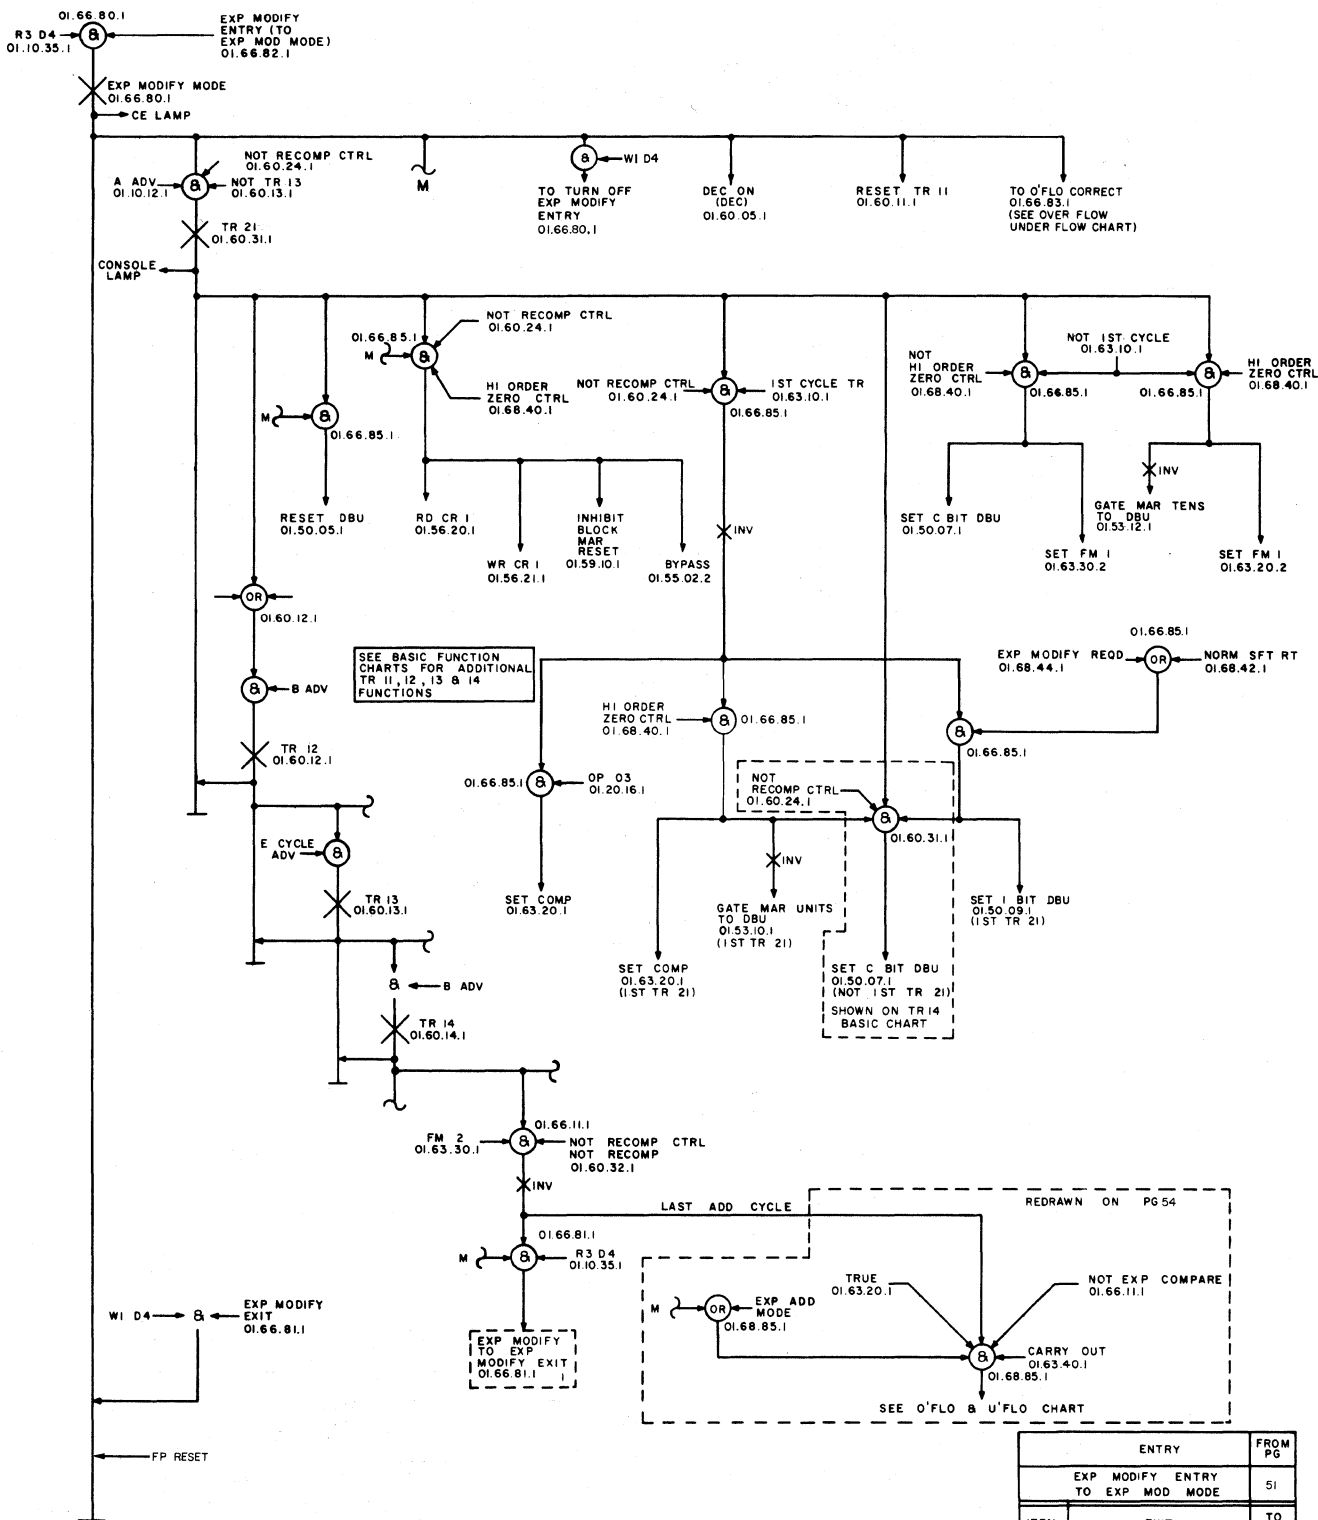 01.66.80.1
R3 D4
01.10.35.1
&
EXP MODIFY
ENTRY (TO
EXP MOD MODE)
01.66.82.1
EXP MODIFY MODE
01.66.80.1
CE LAMP
NOT RECOMP CTRL
01.60.24.1
A ADV
01.10.12.1
&
NOT TR 13
01.60.13.1
M
&
W1 D4
TO TURN OFF
EXP MODIFY
ENTRY
01.66.80.1
DEC ON
(DEC)
01.60.05.1
RESET TR 11
01.60.11.1
TO O'FLO CORRECT
01.66.83.1
(SEE OVER FLOW
UNDER FLOW CHART)
TR 21
01.60.31.1
CONSOLE
LAMP
M
&
01.66.85.1
RESET DBU
01.50.05.1
01.66.85.1
M
&
NOT RECOMP CTRL
01.60.24.1
HI ORDER
ZERO CTRL
01.68.40.1
RD CR 1
01.56.20.1
WR CR 1
01.56.21.1
INHIBIT
BLOCK
MAR
RESET
01.59.10.1
BYPASS
01.55.02.2
NOT RECOMP CTRL
01.60.24.1
&
1ST CYCLE TR
01.63.10.1
01.66.85.1
INV
NOT
HI ORDER
ZERO CTRL
01.68.40.1
&
01.66.85.1
NOT 1ST CYCLE
01.63.10.1
&
01.66.85.1
HI ORDER
ZERO CTRL
01.68.40.1
SET C BIT DBU
01.50.07.1
SET FM 1
01.63.30.2
INV
GATE MAR TENS
TO DBU
01.53.12.1
SET FM 1
01.63.20.2
OR
01.60.12.1
&
B ADV
TR 12
01.60.12.1
SEE BASIC FUNCTION
CHARTS FOR ADDITIONAL
TR 11, 12, 13 & 14
FUNCTIONS
01.66.85.1
EXP MODIFY REQD
01.68.44.1
OR
NORM SFT RT
01.68.42.1
HI ORDER
ZERO CTRL
01.68.40.1
&
01.66.85.1
&
01.66.85.1
01.66.85.1
&
OP 03
01.20.16.1
SET COMP
01.63.20.1
NOT
RECOMP CTRL
01.60.24.1
&
01.60.31.1
INV
GATE MAR UNITS
TO DBU
01.53.10.1
(1ST TR 21)
SET COMP
01.63.20.1
(1ST TR 21)
SET C BIT DBU
01.50.07.1
(NOT 1ST TR 21)
SHOWN ON TR14
BASIC CHART
SET 1 BIT DBU
01.50.09.1
(1ST TR 21)
E CYCLE
ADV
&
TR 13
01.60.13.1
&
B ADV
TR 14
01.60.14.1
01.66.11.1
FM 2
01.63.30.1
&
NOT RECOMP CTRL
NOT RECOMP
01.60.32.1
INV
LAST ADD CYCLE
01.66.81.1
M
&
R3 D4
01.10.35.1
EXP MODIFY
TO EXP
MODIFY EXIT
01.66.81.1 1
REDRAWN ON PG 54
TRUE
01.63.20.1
NOT EXP COMPARE
01.66.11.1
M
OR
EXP ADD
MODE
01.68.85.1
&
CARRY OUT
01.63.40.1
01.68.85.1
SEE O'FLO & U'FLO CHART
W1 D4
&
EXP MODIFY
EXIT
01.66.81.1
FP RESET
ENTRY
FROM
PG
EXP MODIFY ENTRY
TO EXP MOD MODE
51
TO